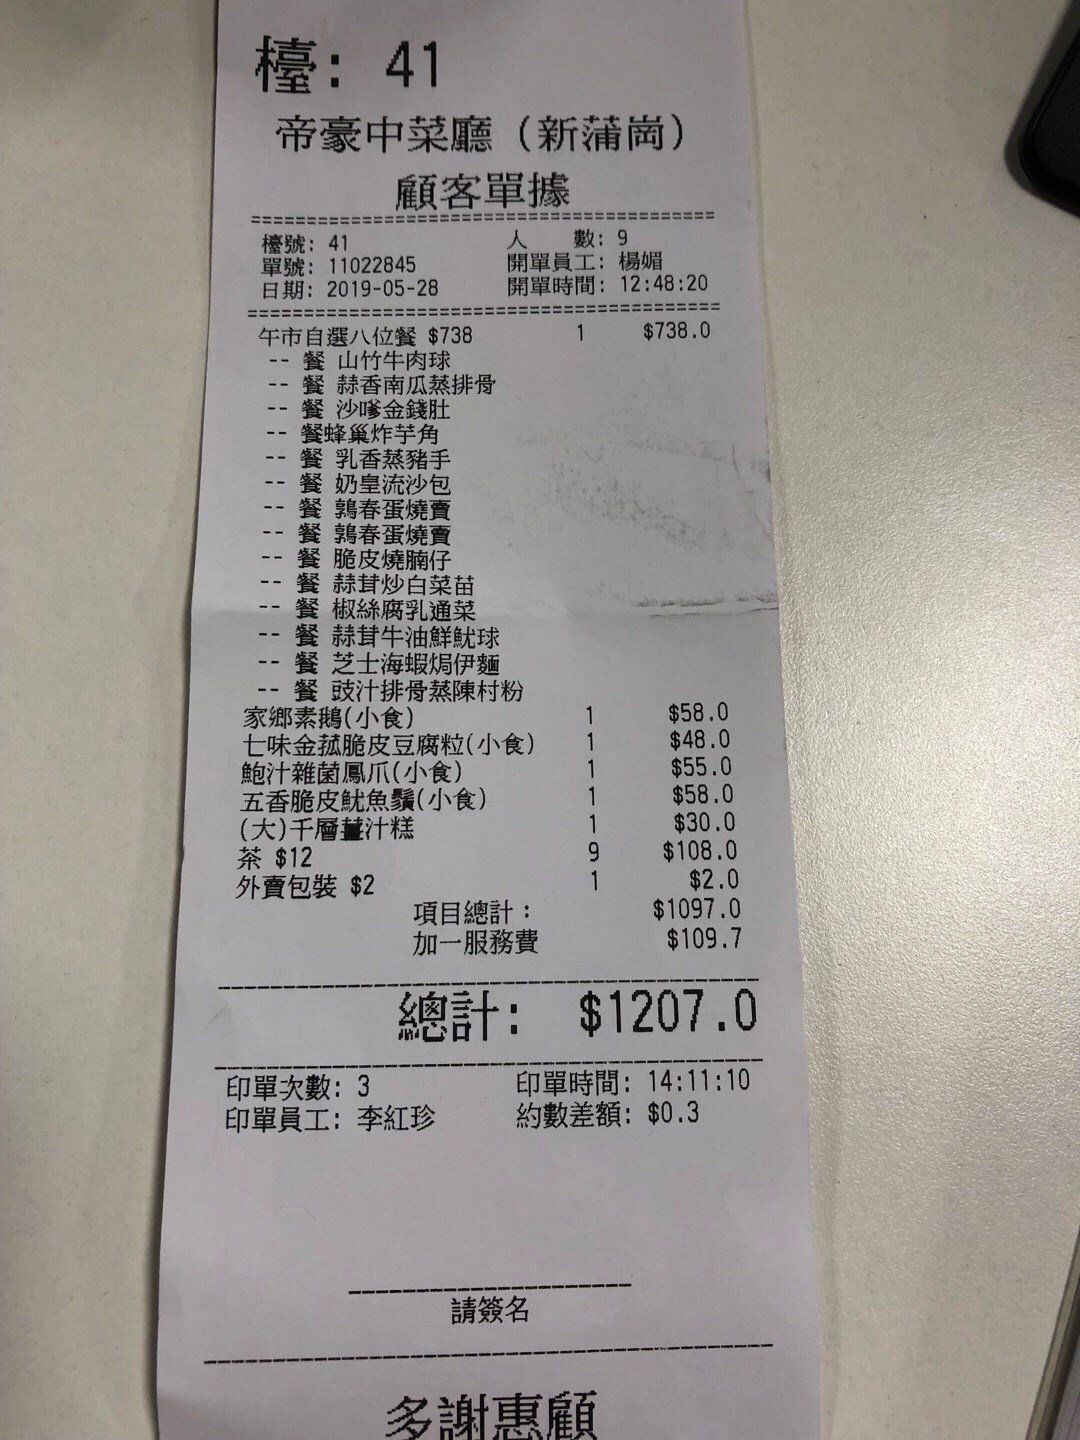 檯: 41
帝豪中菜廳 (新蒲崗)
顧客單據
檯號: 41 人 數: 9
單號: 11022845 開單員工: 楊媚
日期: 2019-05-28 開單時間: 12:48:20
午市自選八位餐 $738 1 $738.0
-- 餐 山竹牛肉球
-- 餐 蒜香南瓜蒸排骨
-- 餐 沙嗲金錢肚
-- 餐蜂巢炸芋角
-- 餐 乳香蒸豬手
-- 餐 奶皇流沙包
-- 餐 鶉春蛋燒賣
-- 餐 鶉春蛋燒賣
-- 餐 脆皮燒腩仔
-- 餐 蒜茸炒白菜苗
-- 餐 椒絲腐乳通菜
-- 餐 蒜茸牛油鮮魷球
-- 餐 芝士海蝦焗伊麵
-- 餐 豉汁排骨蒸陳村粉
家鄉素鵝(小食) 1 $58.0
七味金菰脆皮豆腐粒(小食) 1 $48.0
鮑汁雜菌鳳爪(小食) 1 $55.0
五香脆皮魷魚鬚(小食) 1 $58.0
(大)千層薑汁糕 1 $30.0
茶 $12 9 $108.0
外賣包裝 $2 1 $2.0
項目總計: $1097.0
加一服務費 $109.7
總計: $1207.0
印單次數: 3 印單時間: 14:11:10
印單員工: 李紅珍 約數差額: $0.3
請簽名
多謝惠顧